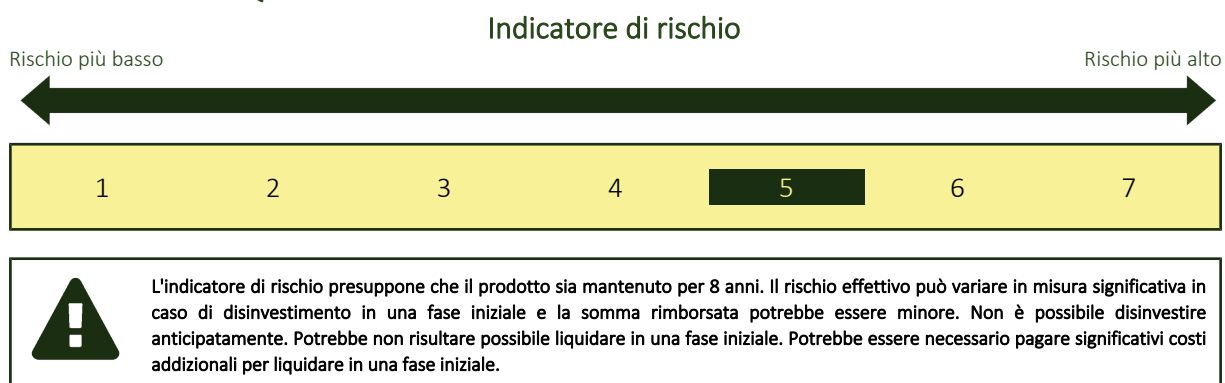 Indicatore di rischio
Rischio più basso Rischio più alto
1 2 3 4 5 6 7
L'indicatore di rischio presuppone che il prodotto sia mantenuto per 8 anni. Il rischio effettivo può variare in misura significativa in
caso di disinvestimento in una fase iniziale e la somma rimborsata potrebbe essere minore. Non è possibile disinvestire
anticipatamente. Potrebbe non risultare possibile liquidare in una fase iniziale. Potrebbe essere necessario pagare significativi costi
addizionali per liquidare in una fase iniziale.